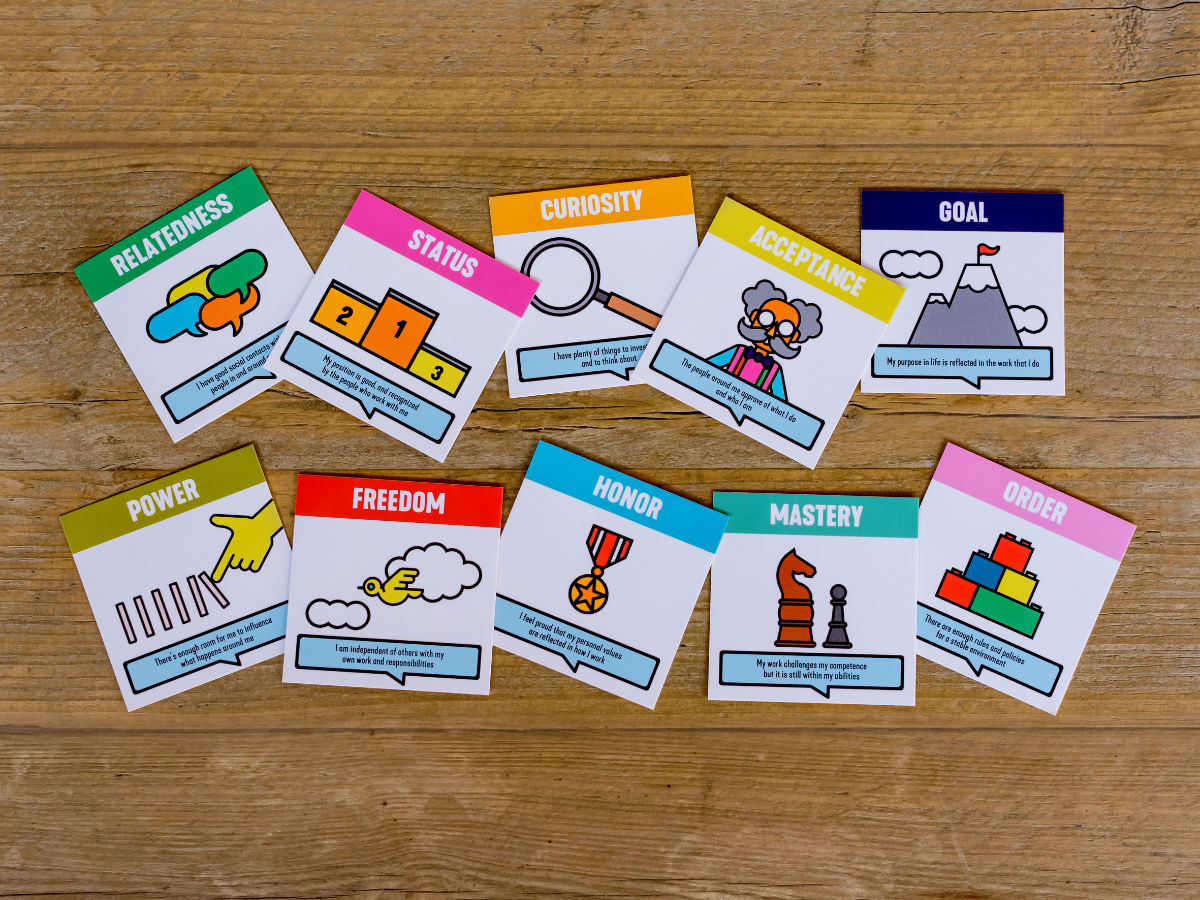 RELATEDNESS
I have good social contacts
people in and around
STATUS
2
1
3
My position is good, and recognized
by the people who work with me
CURIOSITY
I have plenty of things to
and to think about
ACCEPTANCE
The people around me approve of what I do
and who I am
GOAL
My purpose in life is reflected in the work that I do
POWER
There's enough room for me to influence
what happens around me
FREEDOM
I am independent of others with my
own work and responsibilities
HONOR
I feel proud that my personal values
are reflected in how I work
MASTERY
My work challenges my competence
but it is still within my abilities
ORDER
There are enough rules and policies
for a stable environment